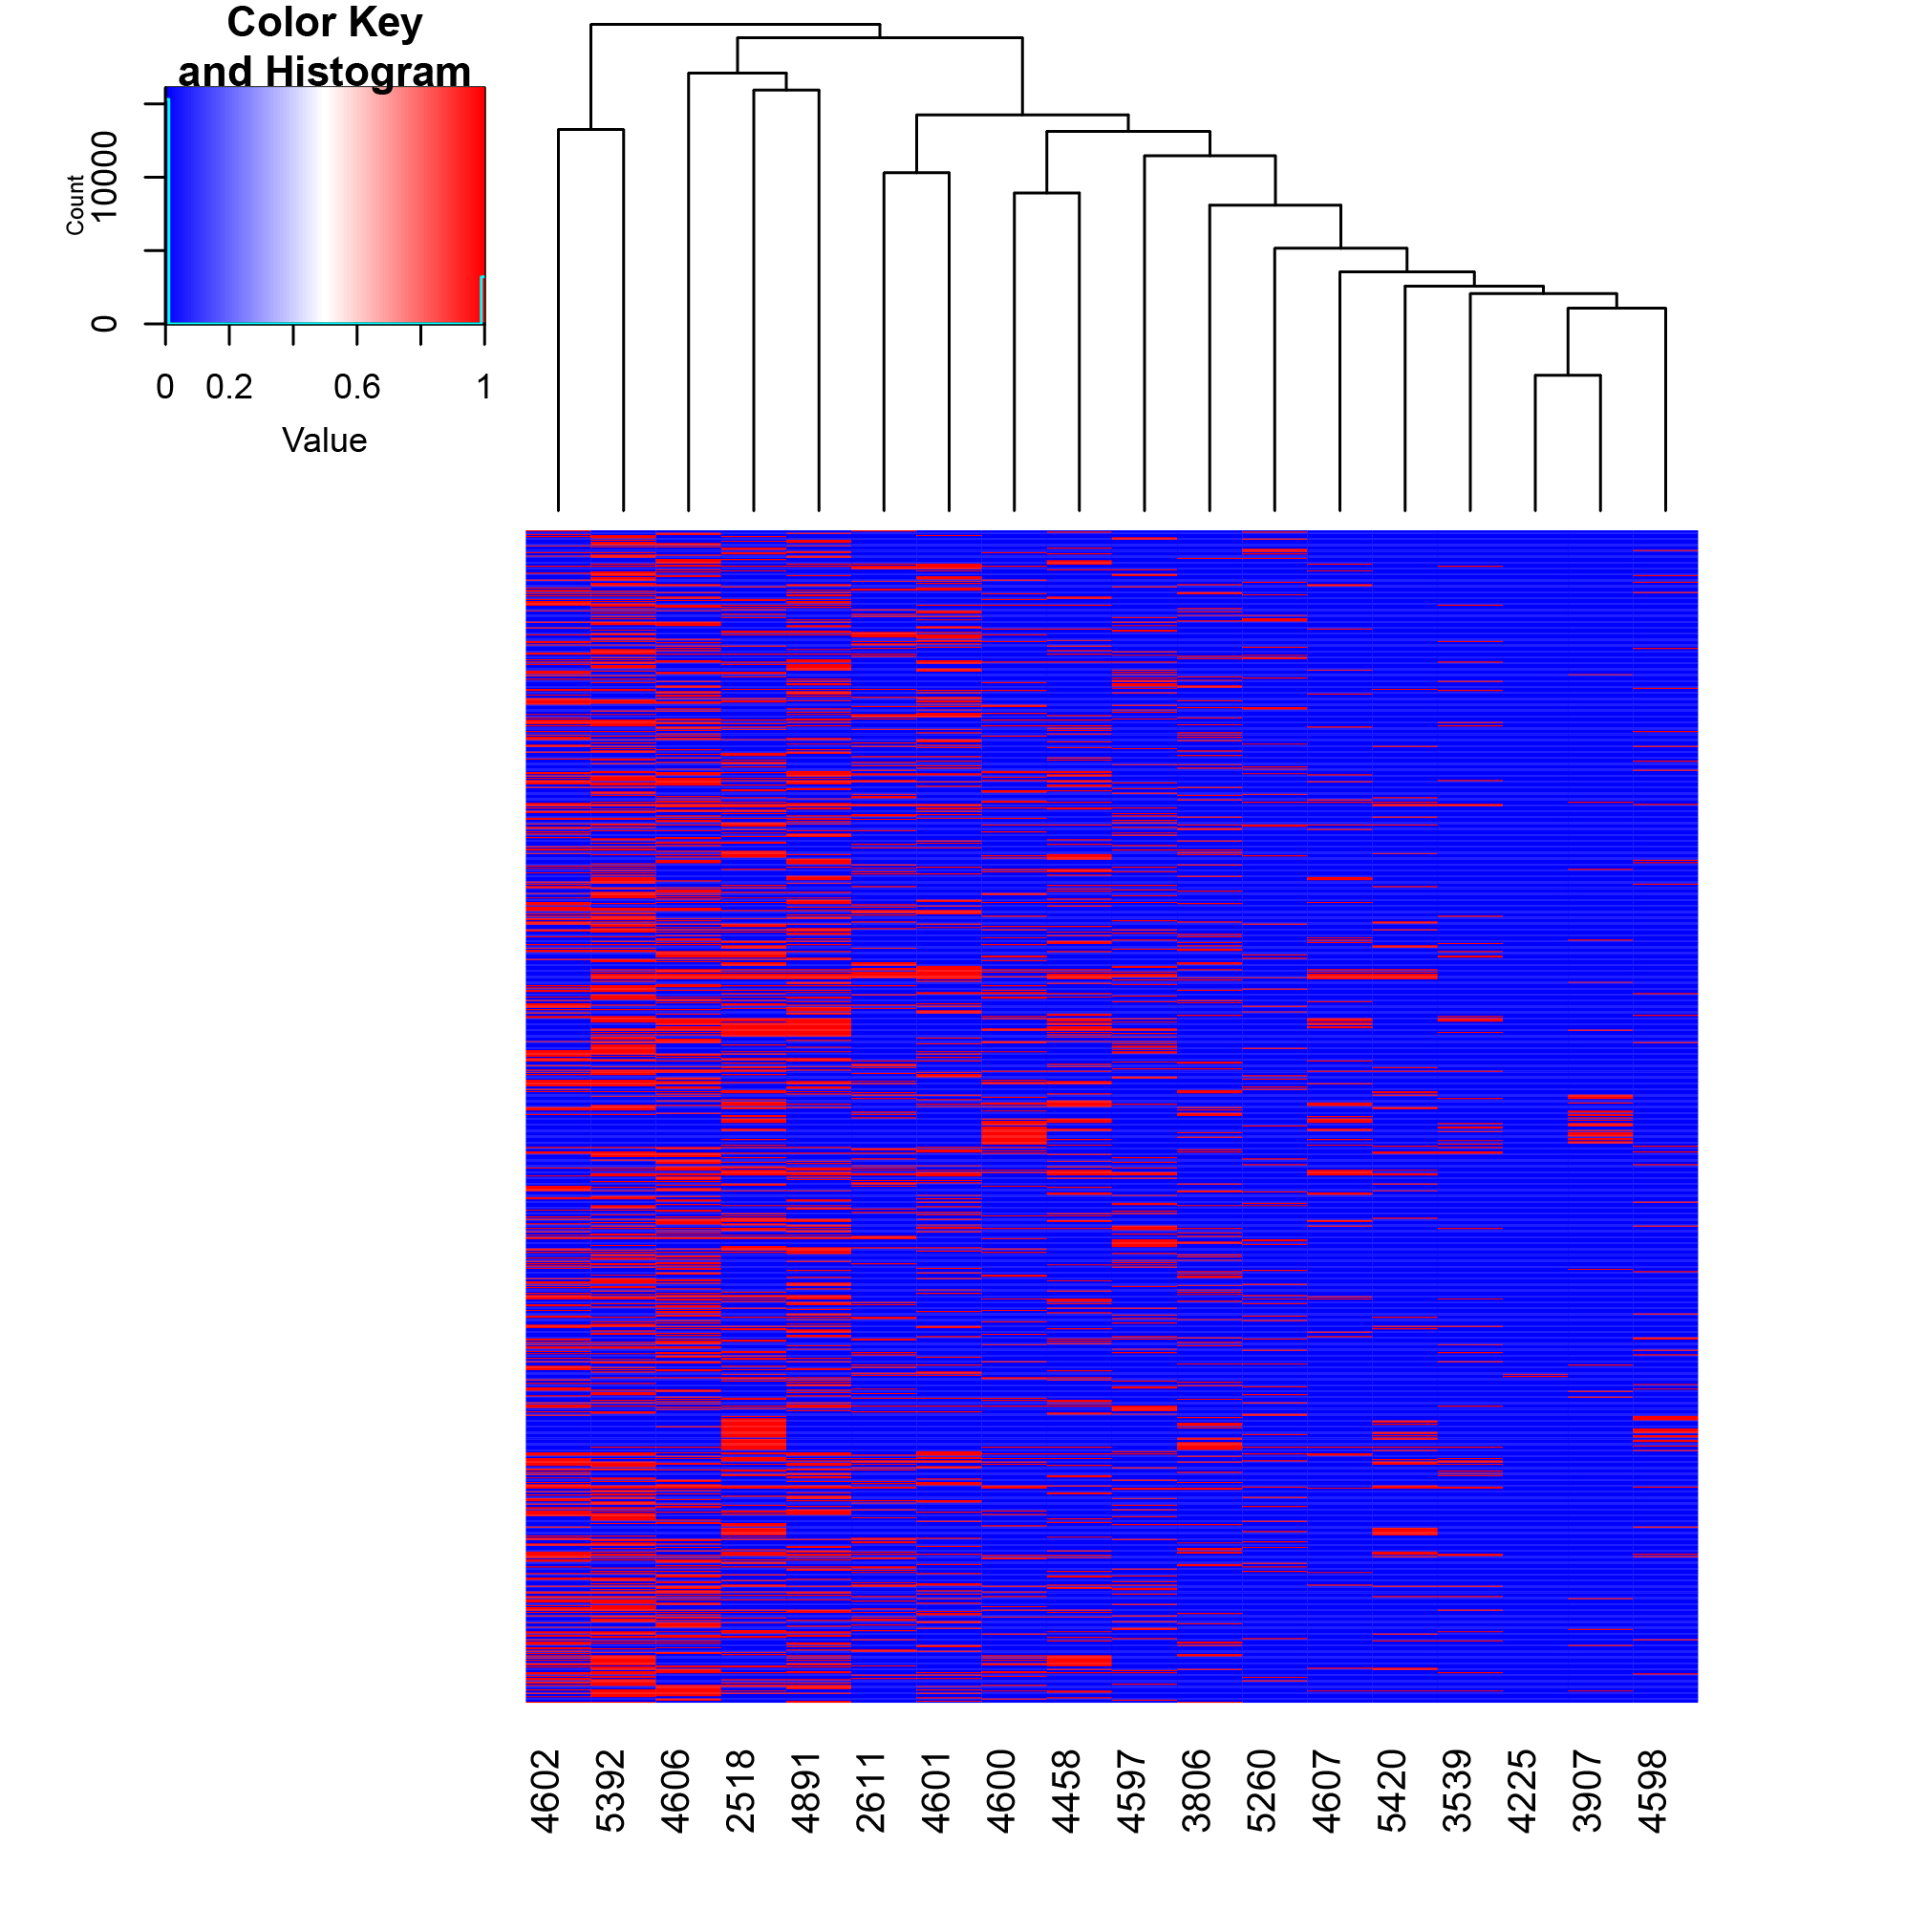 Color Key
and Histogram
Count
0
10000
0 0.2 0.6 1
Value
4602 5392 4606 2518 4891 2611 4601 4600 4458 4597 3806 5260 4607 5420 3539 4225 3907 4598